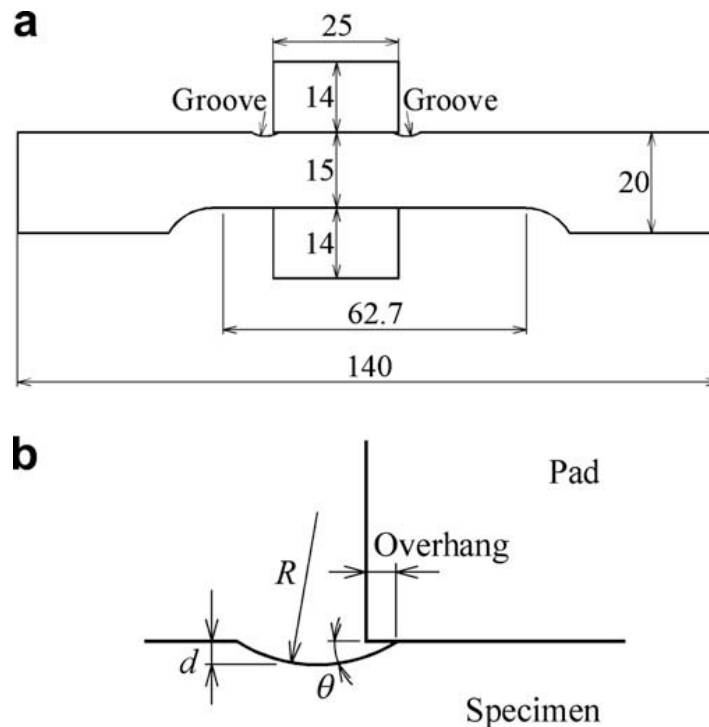 a
25
Groove
14
Groove
15
20
14
62.7
140
b
Pad
Overhang
R
d
θ
Specimen